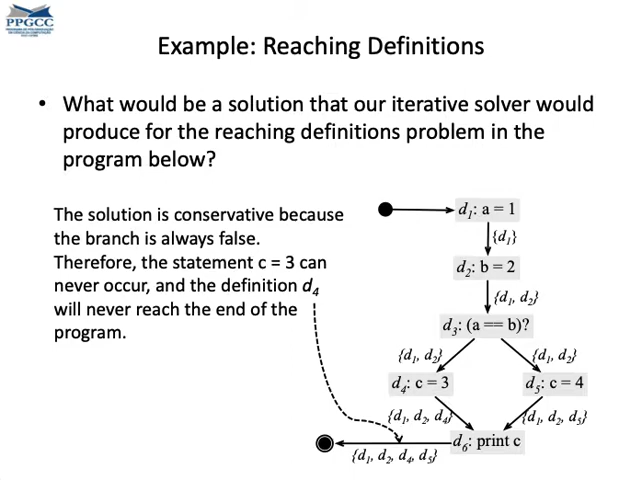 PPGCC
Example: Reaching Definitions
• What would be a solution that our iterative solver would
produce for the reaching definitions problem in the
program below?
The solution is conservative because
the branch is always false.
Therefore, the statement c = 3 can
never occur, and the definition d4
will never reach the end of the
program.
d1: a = 1
{d1}
d2: b = 2
{d1, d2}
d3: (a == b)?
{d1, d2}
{d1, d2}
d4: c = 3
d5: c = 4
{d1, d2, d4}
{d1, d2, d5}
d6: print c
{d1, d2, d4, d5}